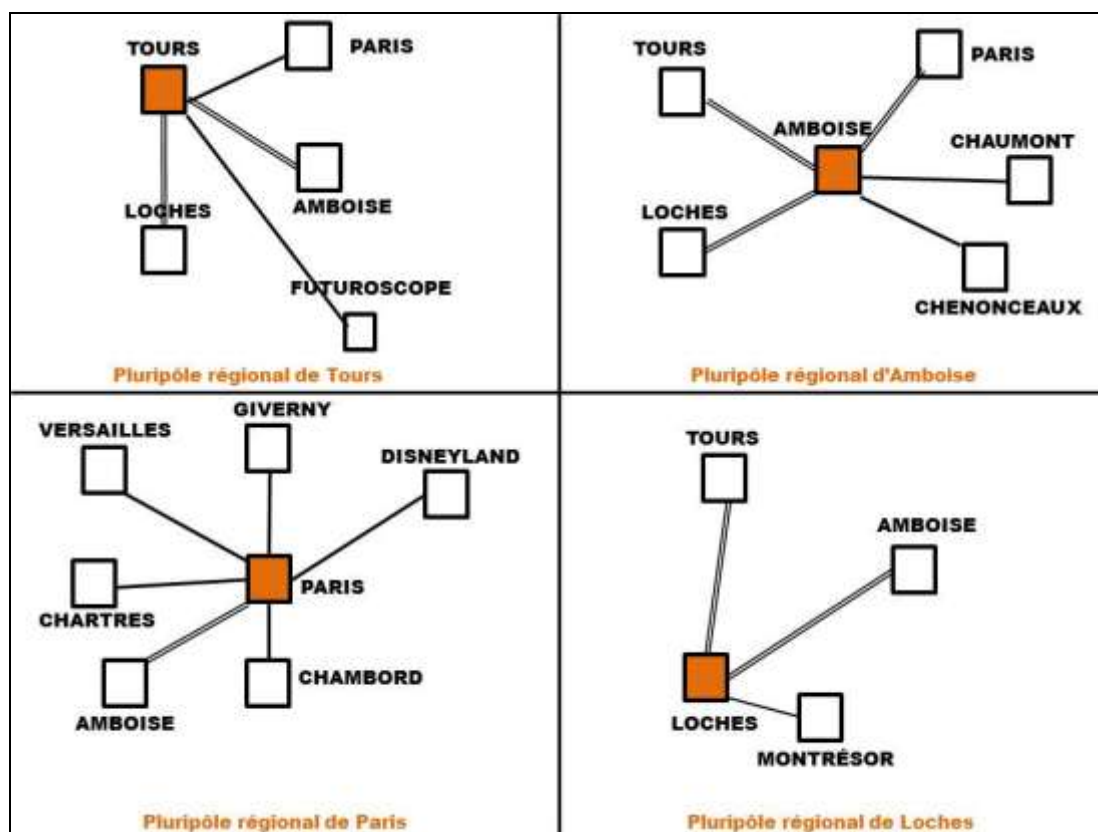 TOURS
PARIS
AMBOISE
LOCHES
FUTUROSCOPE
Pluripôle régional de Tours
PARIS
TOURS
AMBOISE
CHAUMONT
LOCHES
CHENONCEAUX
Pluripôle régional d'Amboise
GIVERNY
VERSAILLES
DISNEYLAND
PARIS
CHARTRES
CHAMBORD
AMBOISE
Pluripôle régional de Paris
TOURS
AMBOISE
LOCHES
MONTRÉSOR
Pluripôle régional de Loches